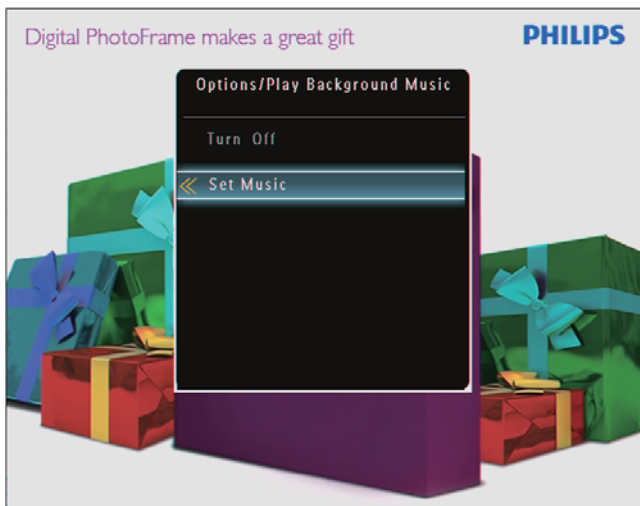 Digital PhotoFrame makes a great gift
PHILIPS
Options/Play Background Music
Turn Off
Set Music